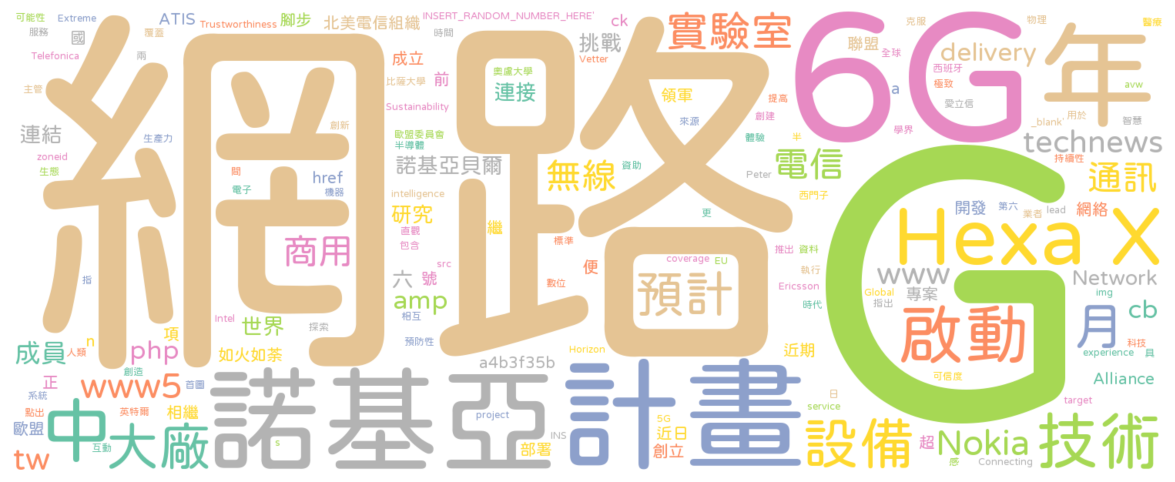 可能性
Extreme
ATIS
Trustworthiness
腳步
北美電信組織
INSERT_RANDOM_NUMBER_HERE'
ck
實驗室
6G
克服
物理
醫療
服務
覆蓋
國
時間
挑戰
聯盟
全球
delivery
年
Telefonica
兩
成立
前
Vetter
西班牙
主管
比薩大學
奧盧大學
連接
領軍
提高
a
極致
avw
網路
Sustainability
創建
愛立信
連結
生產力
創新
歐盟委員會
半導體
來源
體驗
半
學界
_blank'
用於
智慧
technews
zoneid
生態
間
電子
href
機器
諾基亞貝爾
無線
資助
Peter
電信
持續性
通訊
intelligence
西門子
研究
直觀
包含
繼
更
開發
第六
業者
lead
網絡
商用
標準
推出
資料
Hexa X
指
六
號
src
便
coverage
EU
執行
www
Network
數位
預計
Ericsson
Global
專案
指出
img
amp
時代
G
月
cb
Intel
世界
探索
相互
項
n
預防性
啟動
科技
成員
人類
php
如火如荼
a4b3f35b
Horizon
近期
experience
具
正
創造
www5
首圖
諾基亞
計畫
可信度
Alliance
系統
中
大廠
點出
英特爾
相繼
project
5G
日
service
target
歐盟
互動
INS
近日
設備
超
Nokia
技術
tw
s
部署
創立
感
Connecting